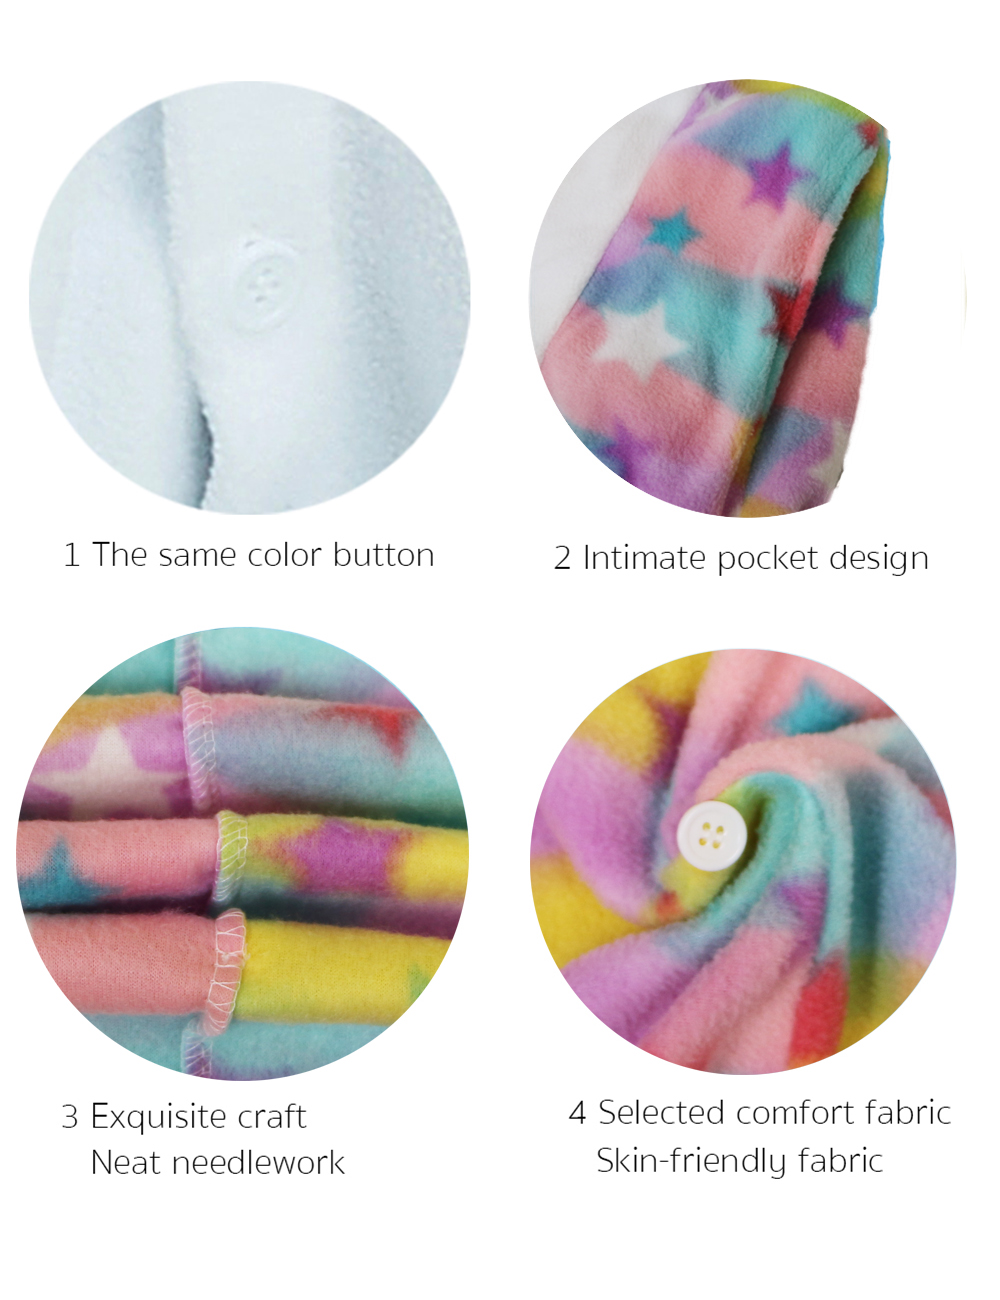 1 The same color button
2 Intimate pocket design
3 Exquisite craft
Neat needlework
4 Selected comfort fabric
Skin-friendly fabric